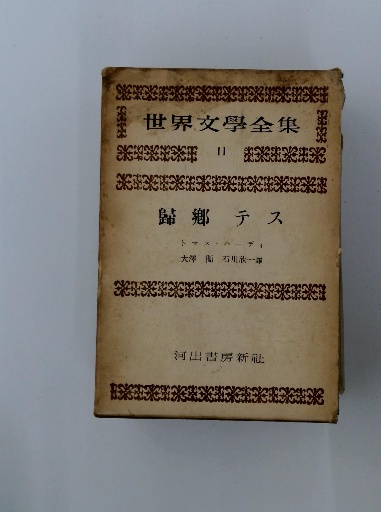 世界文學全集
11
歸鄕 テス
トマス・ハーディ
大澤 衞 石川欣一譯
河出書房新社